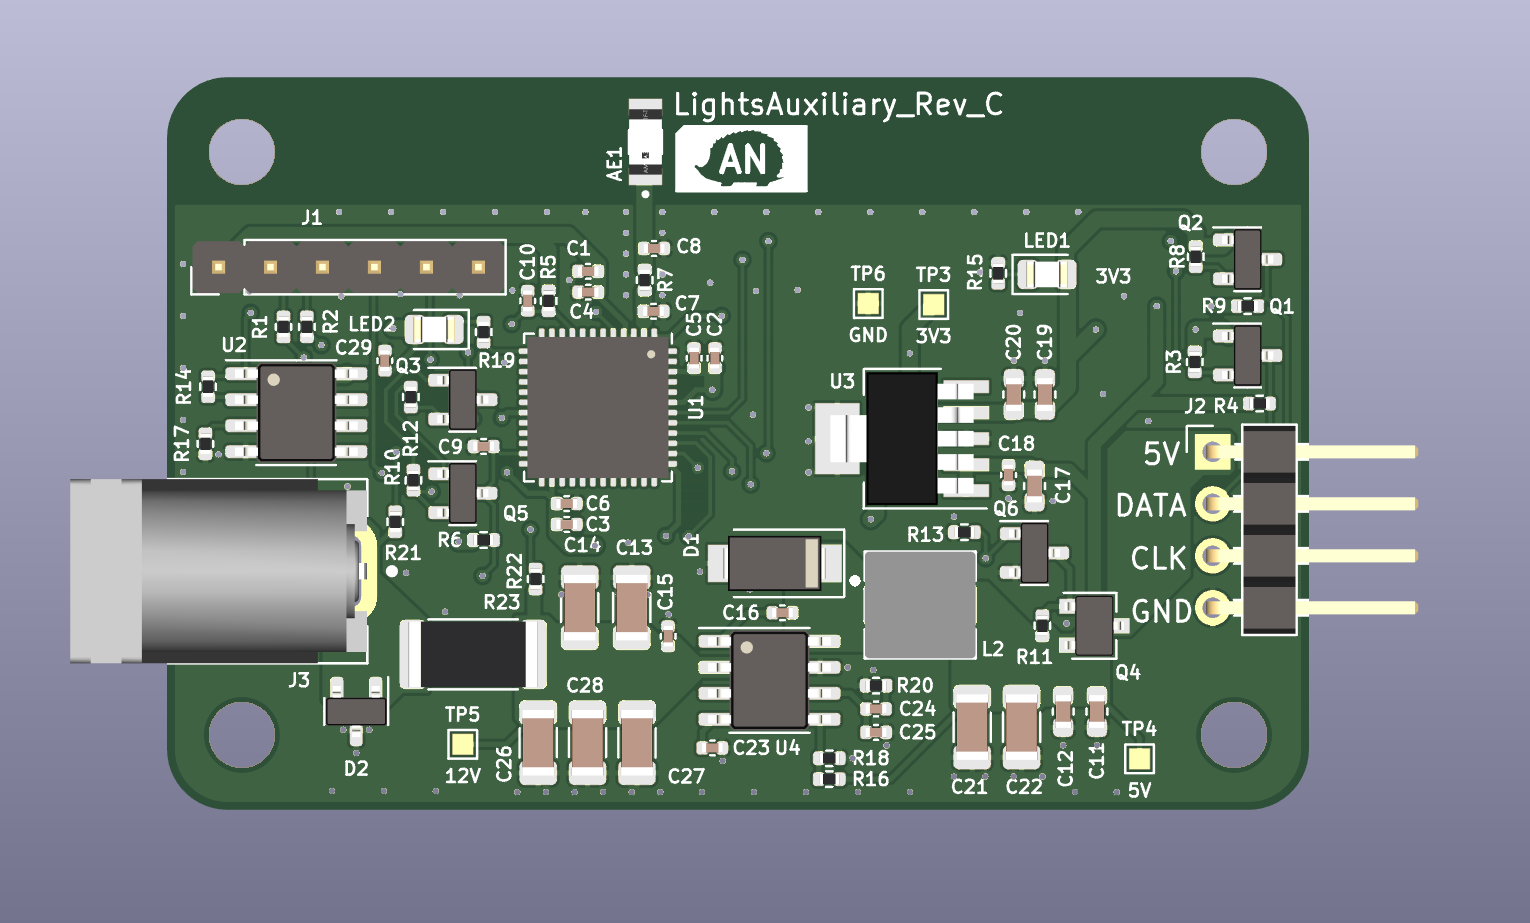 LightsAuxiliary_Rev_C
AN
AE1
J1
C10
R5
C1
C4
C8
R7
C7
C5
C2
TP6
GND
TP3
3V3
R15
LED1
3V3
Q2
R8
R9
Q1
R3
R4
J2
R1
R2
LED2
R19
U2
C29
Q3
R14
R17
R12
R10
C9
U1
U3
C20
C19
C18
C17
Q6
R13
5V
DATA
CLK
GND
Q5
R6
R21
C6
C3
C14
C13
D1
R22
R23
C15
C16
L2
R11
Q4
J3
D2
TP5
12V
C28
C26
C27
C23
U4
R20
C24
C25
R18
R16
C21
C22
C12
C11
TP4
5V